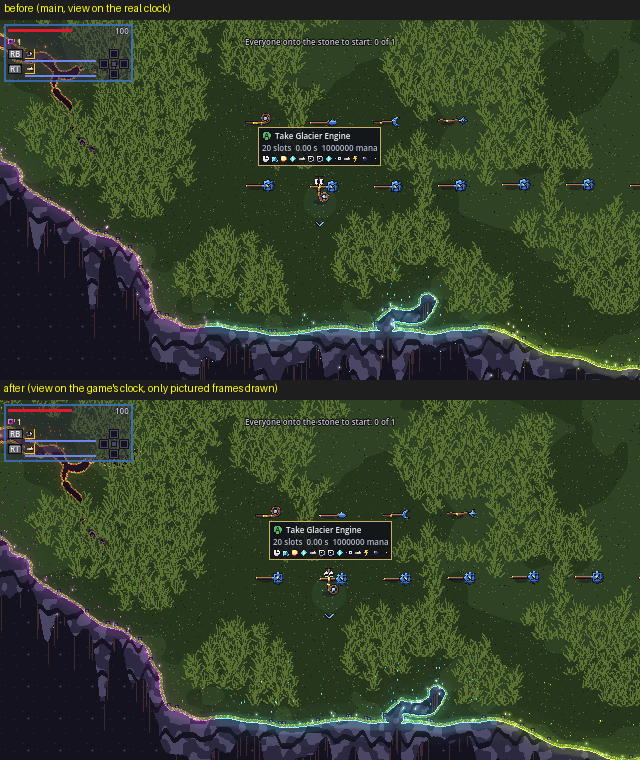 before (main, view on the real clock)
100
1
RB
RT
Everyone onto the stone to start: 0 of 1
A Take Glacier Engine
20 slots 0.00 s 1000000 mana
after (view on the game's clock, only pictured frames drawn)
100
1
RB
RT
Everyone onto the stone to start: 0 of 1
A Take Glacier Engine
20 slots 0.00 s 1000000 mana